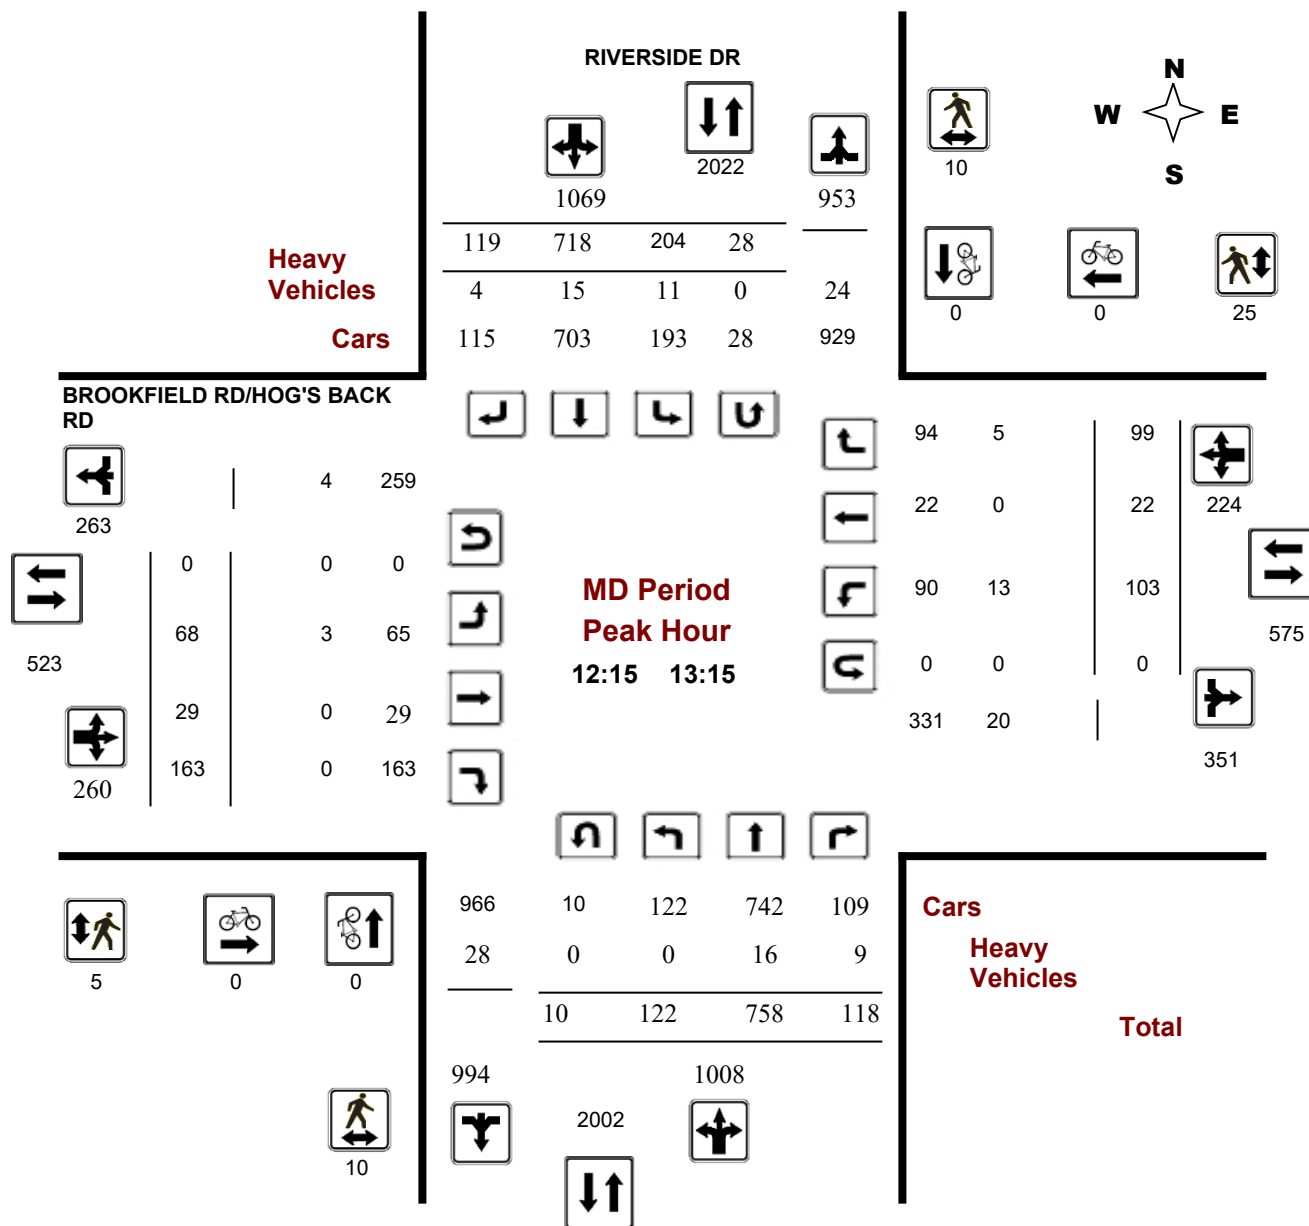 RIVERSIDE DR
N
W E
S
2022
10
1069
953
119 718 204 28
Heavy
Vehicles
4 15 11 0 24
0 0 25
Cars
115 703 193 28 929
BROOKFIELD RD/HOG'S BACK
RD
94 5 99
4 259
263
22 0 22 224
0 0 0
MD Period
Peak Hour
12:15 13:15
90 13 103
68 3 65
575
523
0 0 0
29 0 29
331 20
351
163 0 163
260
966 10 122 742 109
Cars
28 0 0 16 9
Heavy
Vehicles
5 0 0
10 122 758 118
Total
994 1008
2002
10